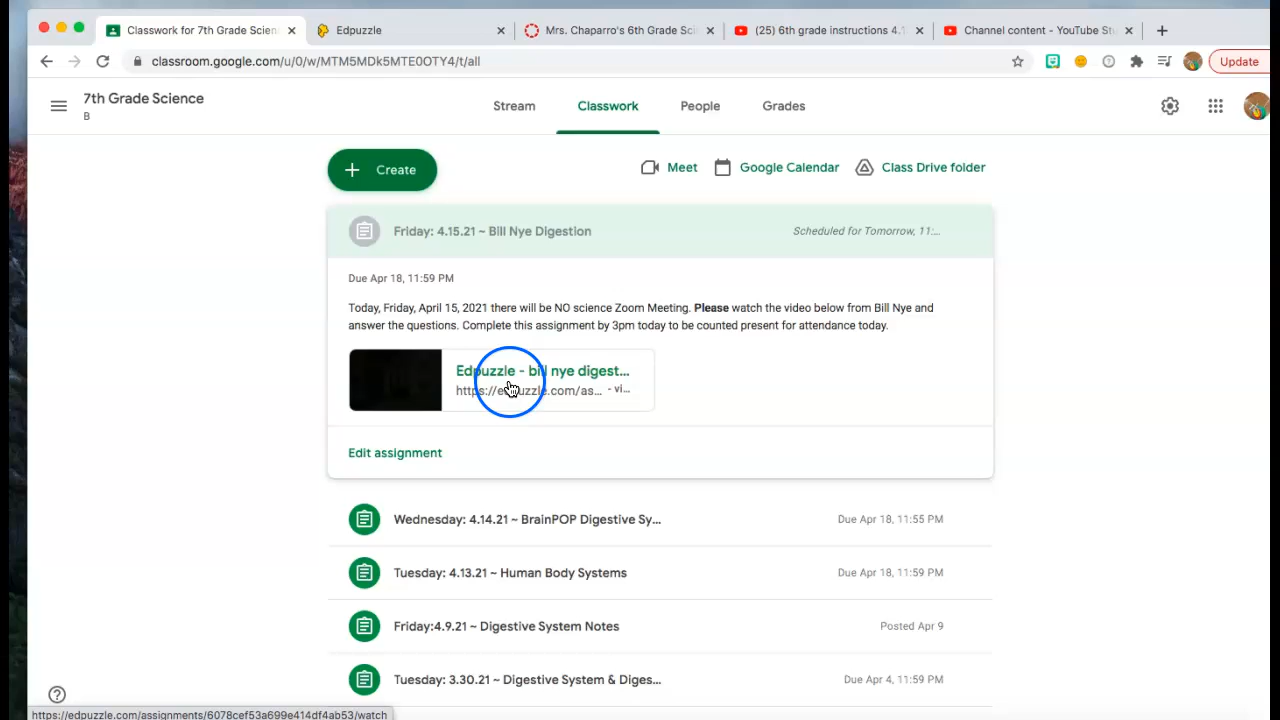 Classwork for 7th Grade Scien
Edpuzzle
Mrs. Chaparro's 6th Grade Sci
(25) 6th grade instructions 4.1
Channel content - YouTube Stu
classroom.google.com/u/0/w/MTM5MDk5MTE0OTY4/t/all
Update
7th Grade Science
B
Stream
Classwork
People
Grades
Create
Meet
Google Calendar
Class Drive folder
Friday: 4.15.21 ~ Bill Nye Digestion
Scheduled for Tomorrow, 11:...
Due Apr 18, 11:59 PM
Today, Friday, April 15, 2021 there will be NO science Zoom Meeting. Please watch the video below from Bill Nye and
answer the questions. Complete this assignment by 3pm today to be counted present for attendance today.
Edpuzzle - bill nye digest...
https://edpuzzle.com/as... - vi...
Edit assignment
Wednesday: 4.14.21 ~ BrainPOP Digestive Sy...
Due Apr 18, 11:55 PM
Tuesday: 4.13.21 ~ Human Body Systems
Due Apr 18, 11:59 PM
Friday:4.9.21 ~ Digestive System Notes
Posted Apr 9
Tuesday: 3.30.21 ~ Digestive System & Diges...
Due Apr 4, 11:59 PM
https://edpuzzle.com/assignments/6078cef53a699e414df4ab53/watch